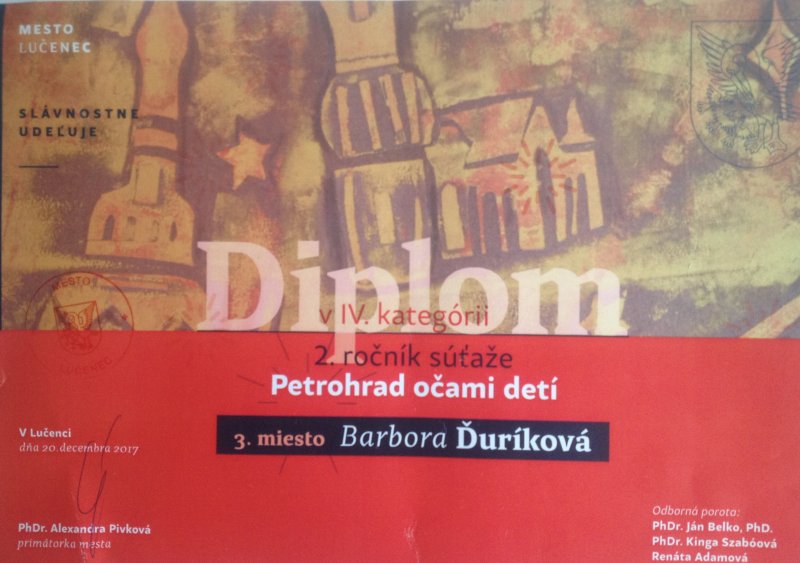 MESTO
LUČENEC
SLÁVNOSTNE
UDEĽUJE
Diplom
v IV. kategórii
2. ročník súťaže
Petrohrad očami detí
3. miesto Barbora Ďuríková
MESTO
LUČENEC
V Lučenci
dňa 20.decembra 2017
PhDr. Alexandra Pivková
primátorka mesta
Odborná porota:
PhDr. Ján Belko, PhD.
PhDr. Kinga Szabóová
Renáta Adamová